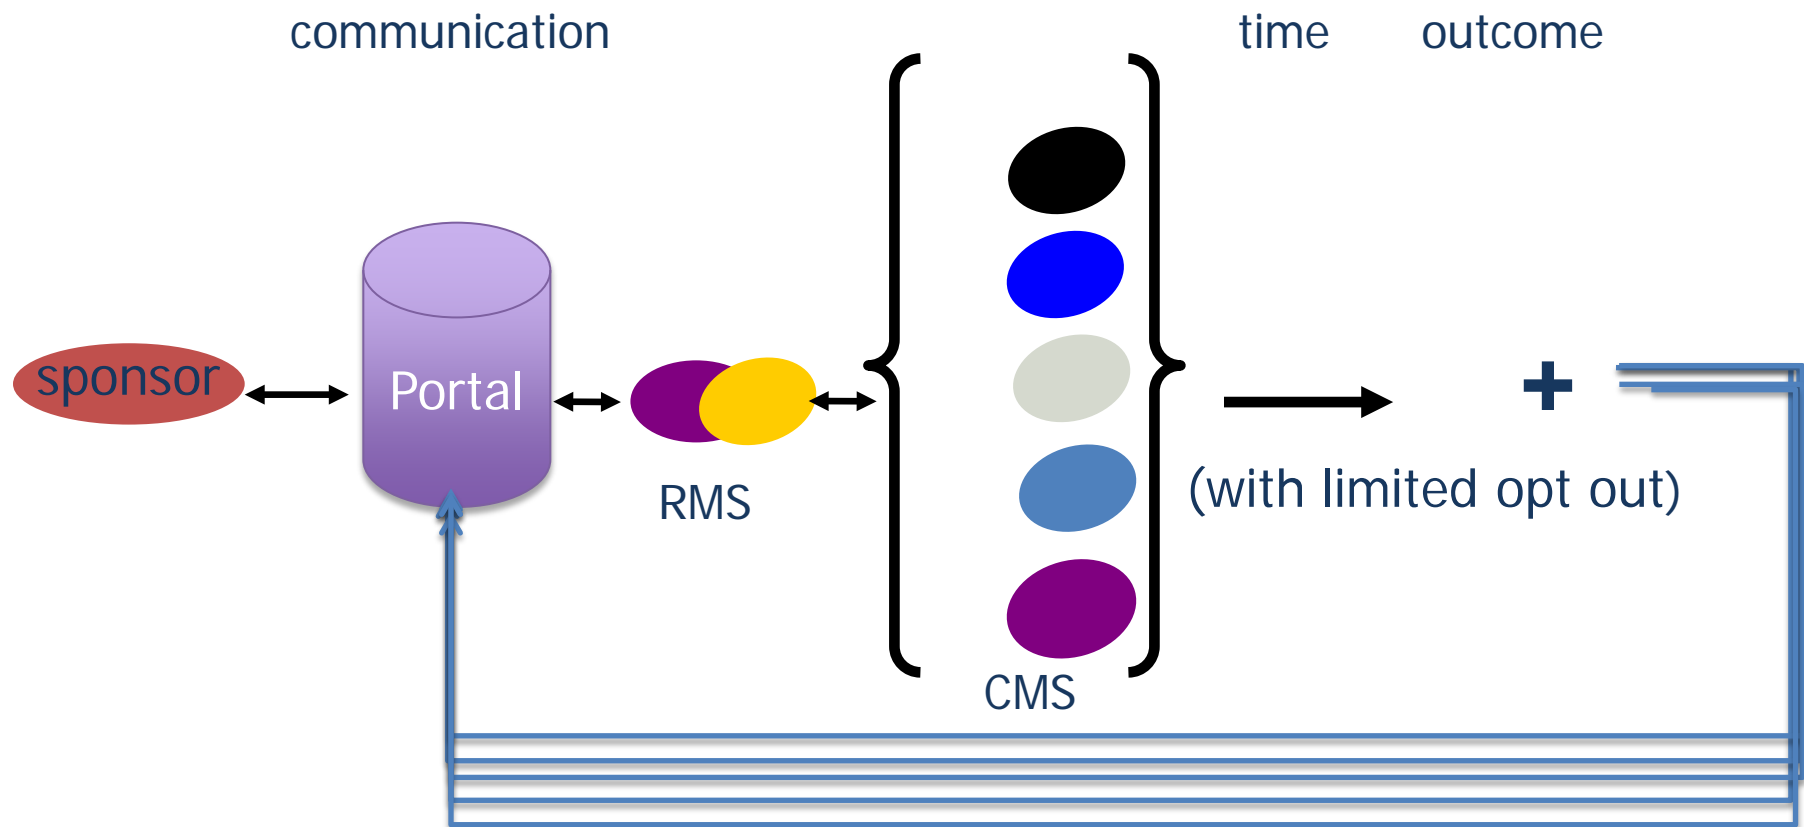 communication
time
outcome
sponsor
Portal
RMS
(with limited opt out)
CMS